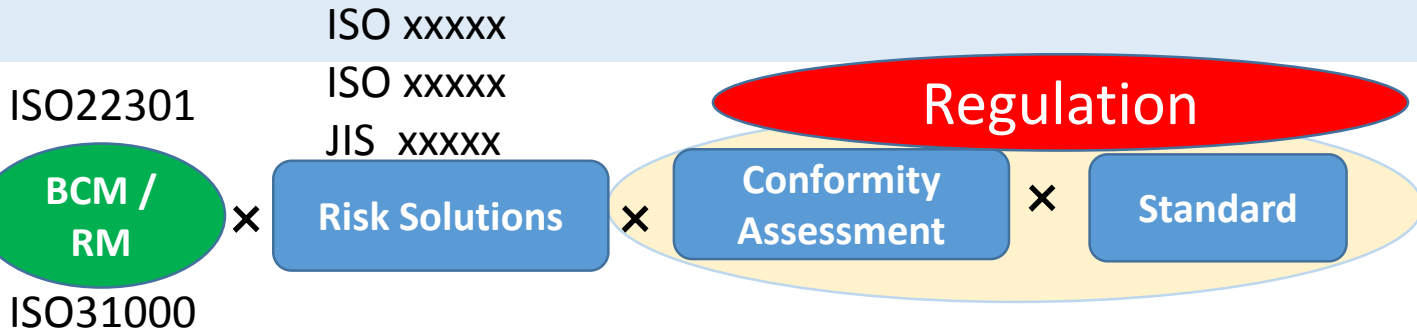 ISO xxxxx
ISO xxxxx
JIS xxxxx
ISO22301
BCM /
RM
ISO31000
×
Risk Solutions
×
Regulation
Conformity
Assessment
×
Standard